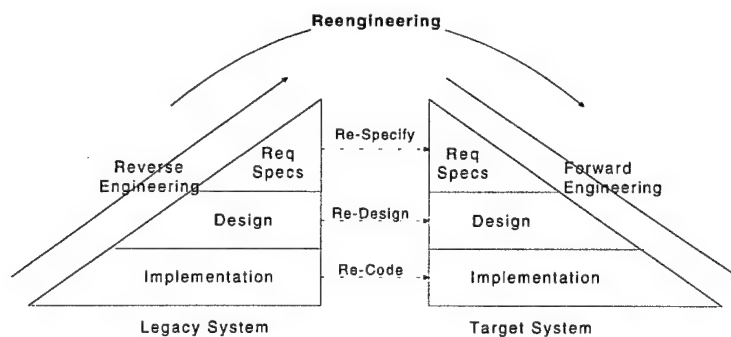 Reengineering
Re-Specify
Reverse
Engineering
Req
Specs
Req
Specs
Forward
Engineering
Design
Re-Design
Design
Implementation
Re-Code
Implementation
Legacy System
Target System